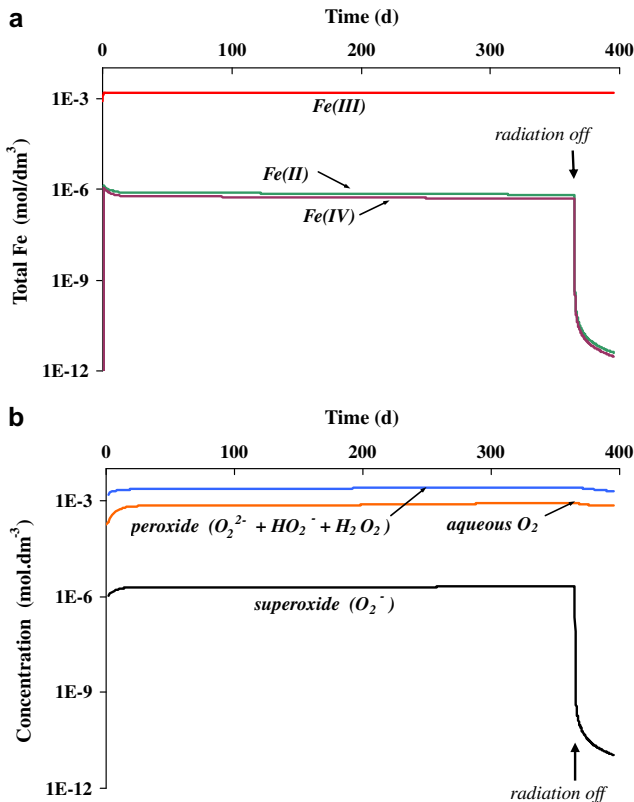 a
Time (d)
0 100 200 300 400
1E-3
Fe(III)
radiation off
1E-6
Fe(II)
Fe(IV)
1E-9
1E-12
Total Fe (mol/dm³)
b
Time (d)
0 100 200 300 400
1E-3
peroxide (O₂²⁻ + HO₂⁻ + H₂O₂)
aqueous O₂
1E-6
superoxide (O₂⁻)
1E-9
1E-12
radiation off
Concentration (mol.dm⁻³)